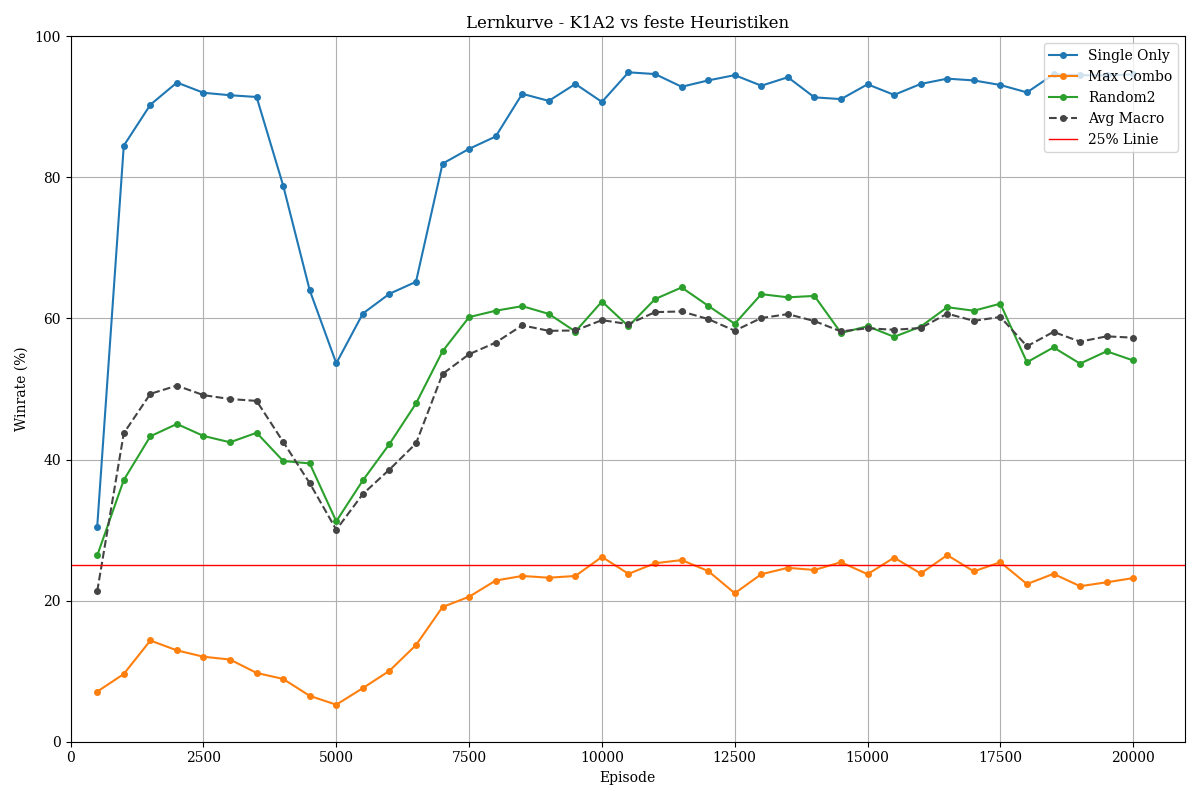 Lernkurve - K1A2 vs feste Heuristiken
Winrate (%)
100
80
60
40
20
0
Single Only
Max Combo
Random2
Avg Macro
25% Linie
0 2500 5000 7500 10000 12500 15000 17500 20000
Episode